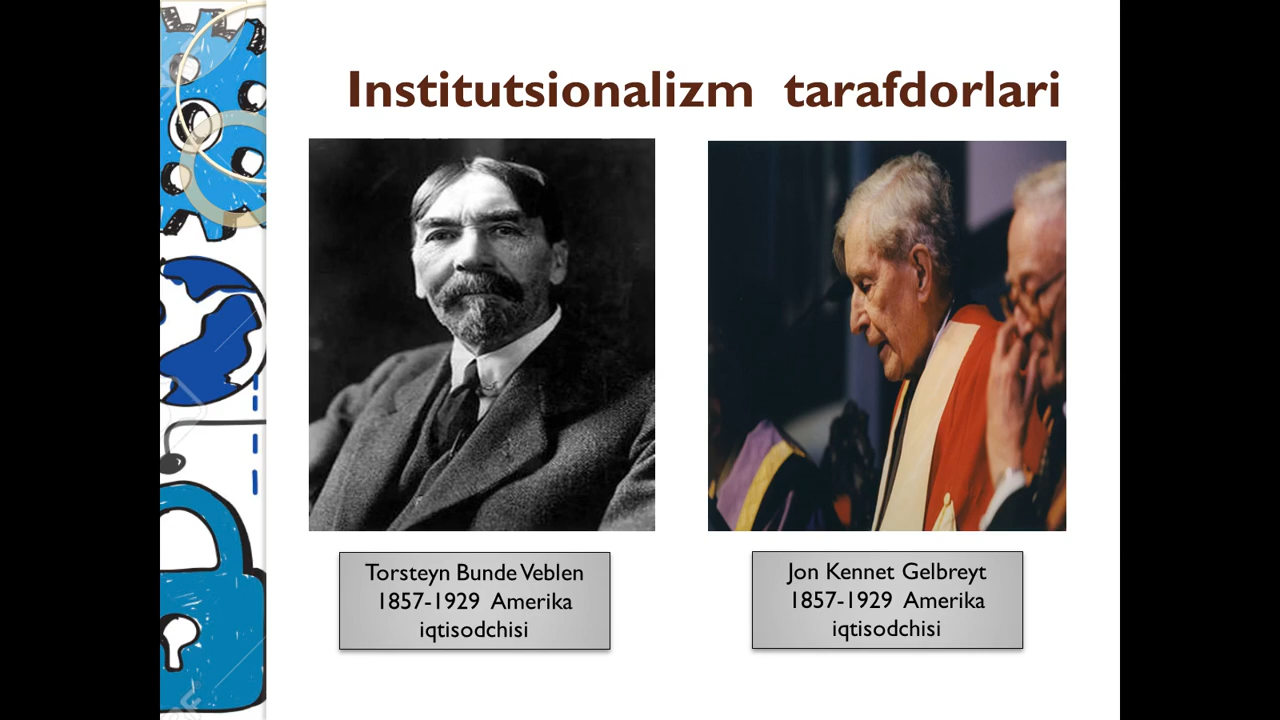 Institutsionalizm tarafdorlari
Torsteyn Bunde Veblen
1857-1929 Amerika
iqtisodchisi
Jon Kennet Gelbreyt
1857-1929 Amerika
iqtisodchisi